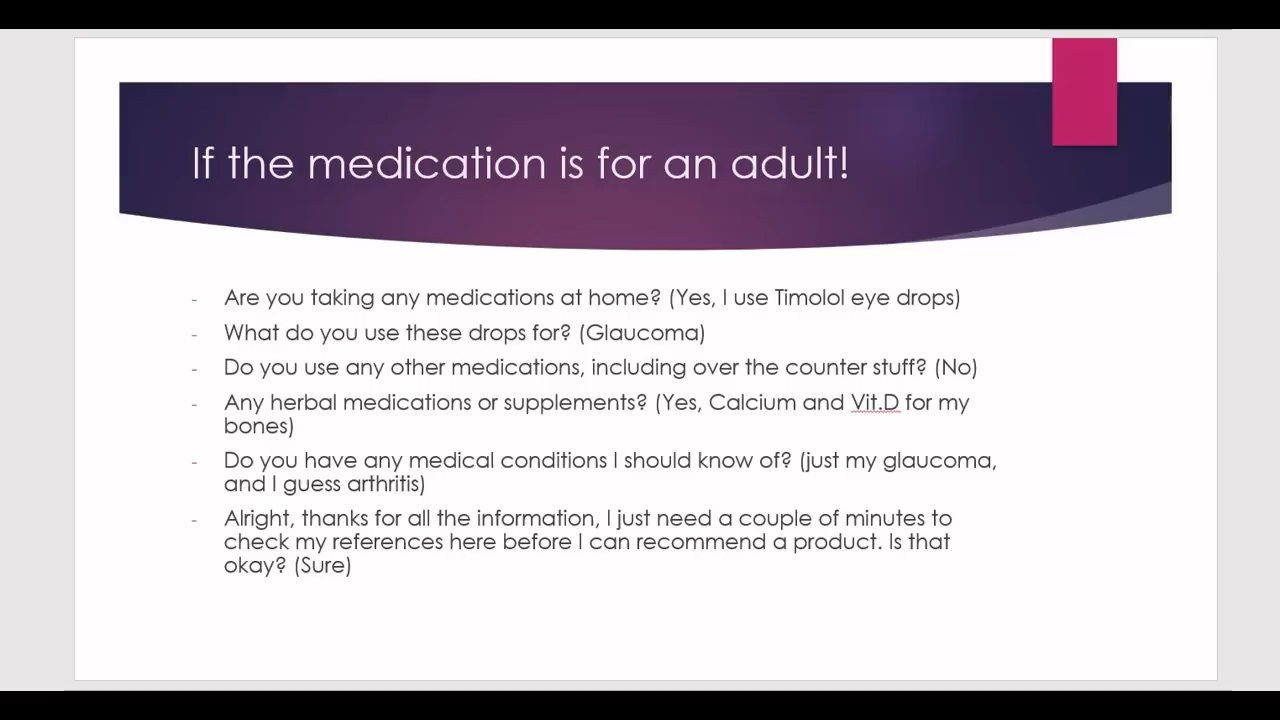 If the medication is for an adult!
- Are you taking any medications at home? (Yes, I use Timolol eye drops)
- What do you use these drops for? (Glaucoma)
- Do you use any other medications, including over the counter stuff? (No)
- Any herbal medications or supplements? (Yes, Calcium and Vit.D for my
bones)
- Do you have any medical conditions I should know of? (just my glaucoma,
and I guess arthritis)
- Alright, thanks for all the information, I just need a couple of minutes to
check my references here before I can recommend a product. Is that
okay? (Sure)